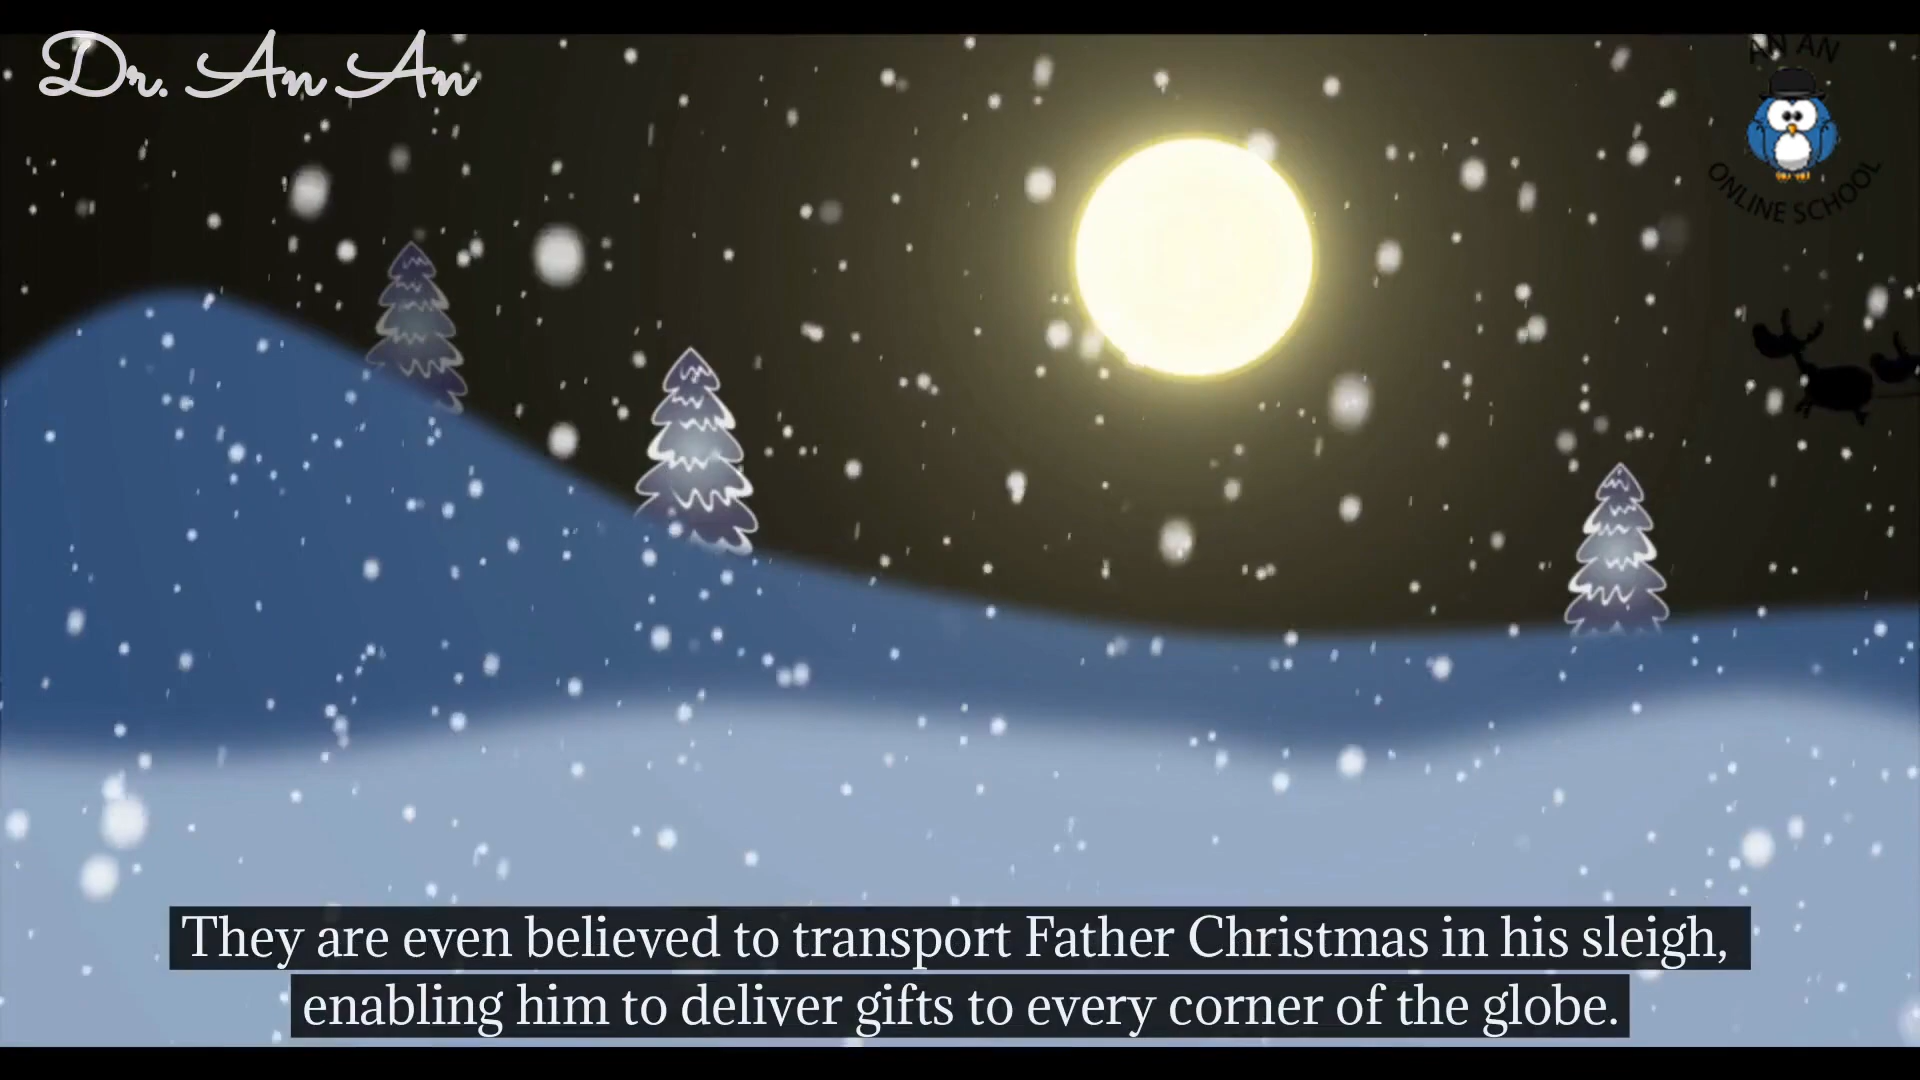 Dr. An An
AN AN
ONLINE SCHOOL
They are even believed to transport Father Christmas in his sleigh,
enabling him to deliver gifts to every corner of the globe.